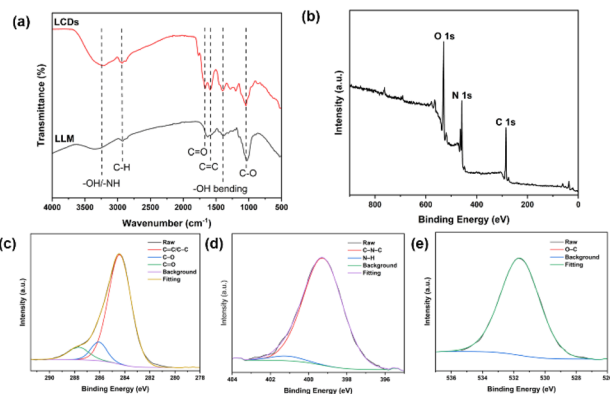 (a)
LCDs
LLM
C-H
-OH/-NH
C=O
C=C
-OH bending
C-O
Transmittance (%)
4000 3500 3000 2500 2000 1500 1000 500
Wavenumber (cm-1)
(b)
O 1s
N 1s
C 1s
Intensity (a.u.)
800 600 400 200 0
Binding Energy (eV)
(c)
Raw
C=C/C-C
C-O
C=O
Background
Fitting
Intensity (a.u.)
290 288 286 284 282 280 278
Binding Energy (eV)
(d)
Raw
C-N-C
N-H
Background
Fitting
Intensity (a.u.)
404 402 400 398 396
Binding Energy (eV)
(e)
Raw
O-C
Background
Fitting
Intensity (a.u.)
536 534 532 530 528
Binding Energy (eV)